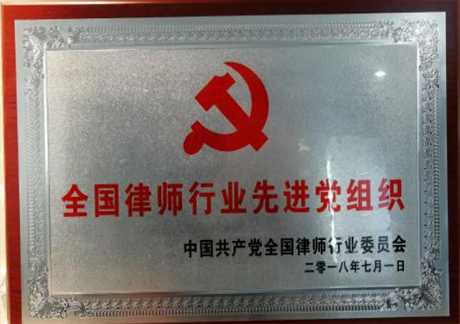 全国律师行业先进党组织
中国共产党全国律师行业委员会
二零一八年七月一日